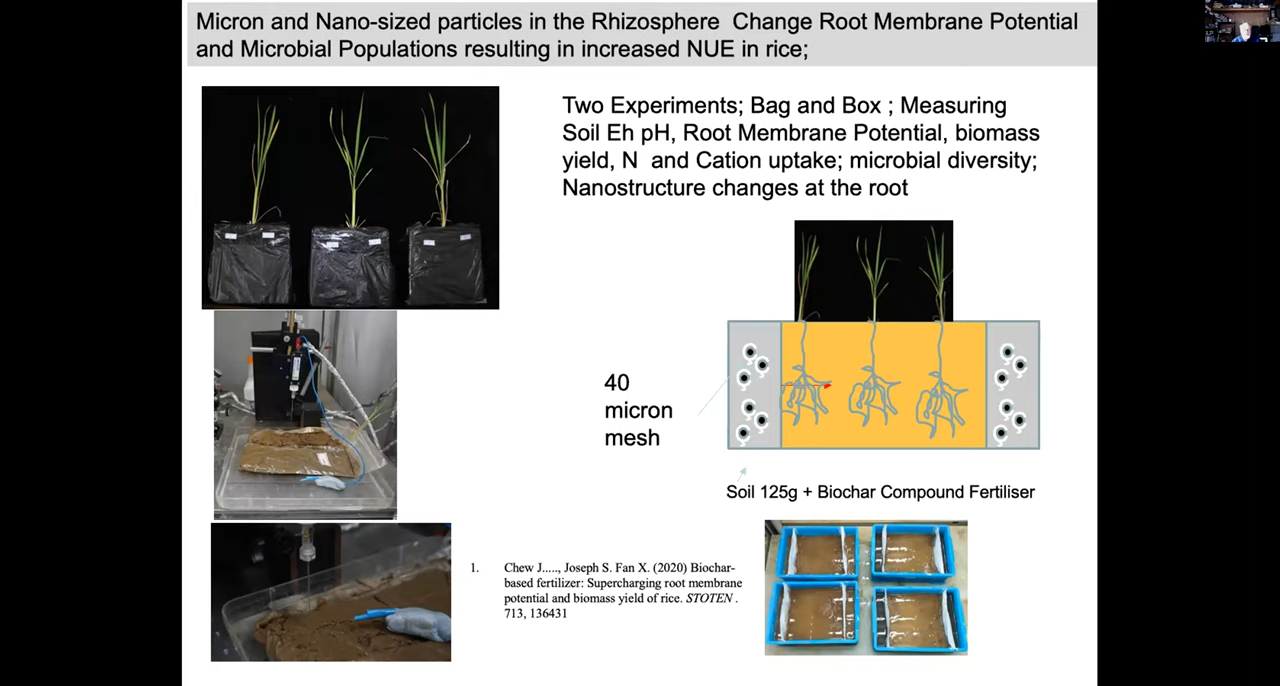 Micron and Nano-sized particles in the Rhizosphere Change Root Membrane Potential
and Microbial Populations resulting in increased NUE in rice;
Two Experiments; Bag and Box ; Measuring
Soil Eh pH, Root Membrane Potential, biomass
yield, N and Cation uptake; microbial diversity;
Nanostructure changes at the root
40
micron
mesh
Soil 125g + Biochar Compound Fertiliser
1. Chew J....., Joseph S. Fan X. (2020) Biochar-
based fertilizer: Supercharging root membrane
potential and biomass yield of rice. STOTEN .
713, 136431